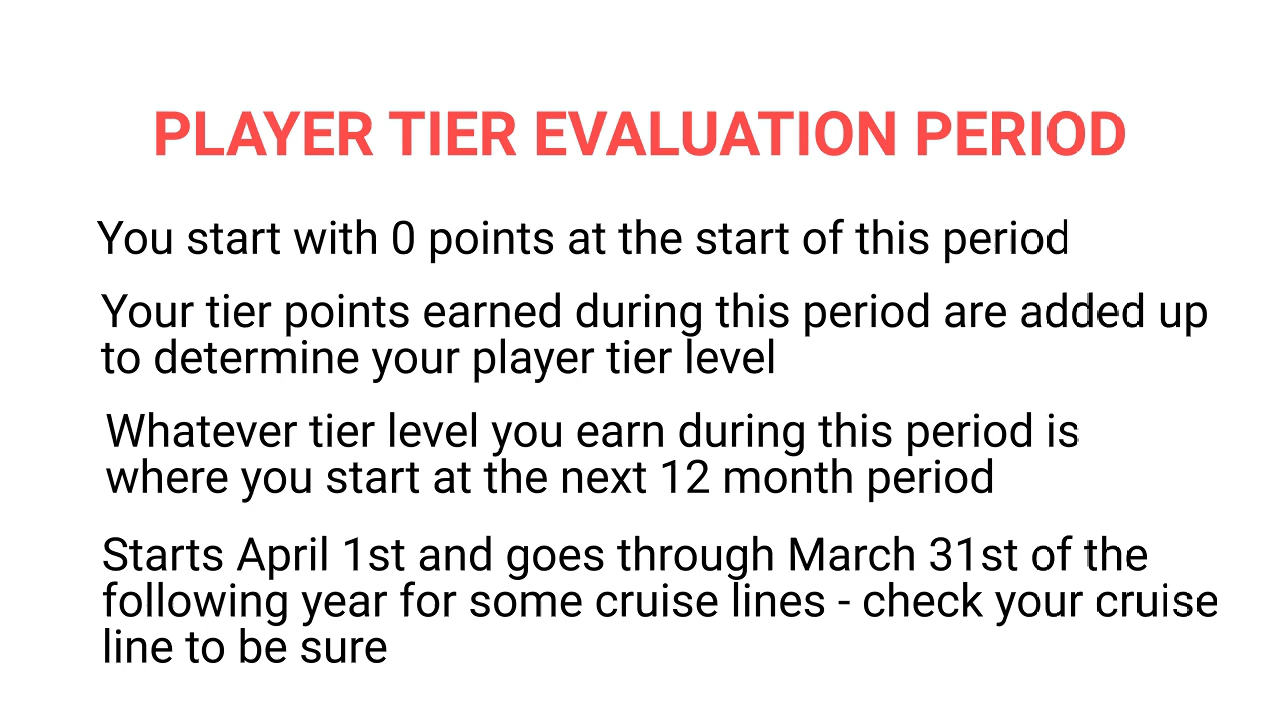 PLAYER TIER EVALUATION PERIOD
You start with 0 points at the start of this period
Your tier points earned during this period are added up
to determine your player tier level
Whatever tier level you earn during this period is
where you start at the next 12 month period
Starts April 1st and goes through March 31st of the
following year for some cruise lines - check your cruise
line to be sure